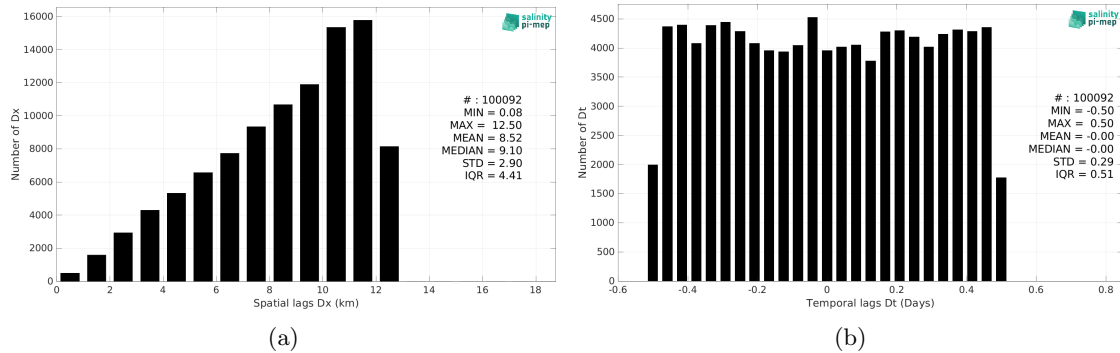 16000
14000
12000
10000
8000
6000
4000
2000
0
Number of Dx
0 2 4 6 8 10 12 14 16 18
Spatial lags Dx (km)
salinity
pi-mep
# : 100092
MIN = 0.08
MAX = 12.50
MEAN = 8.52
MEDIAN = 9.10
STD = 2.90
IQR = 4.41
(a)
4500
4000
3500
3000
2500
2000
1500
1000
500
0
Number of Dt
-0.6 -0.4 -0.2 0 0.2 0.4 0.6 0.8
Temporal lags Dt (Days)
salinity
pi-mep
# : 100092
MIN = -0.50
MAX = 0.50
MEAN = -0.00
MEDIAN = -0.00
STD = 0.29
IQR = 0.51
(b)